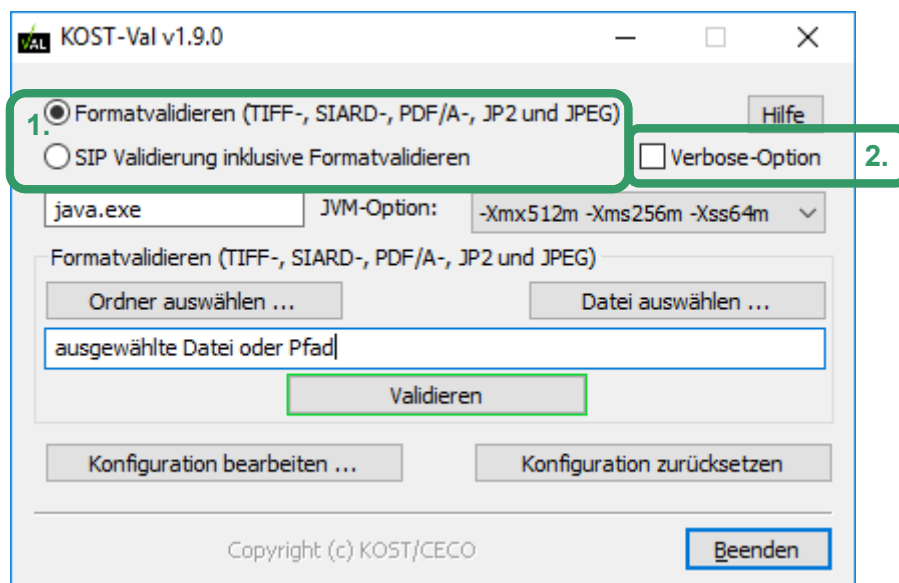 VAL KOST-Val v1.9.0
1. Formatvalidieren (TIFF-, SIARD-, PDF/A-, JP2 und JPEG) Hilfe
SIP Validierung inklusive Formatvalidieren Verbose-Option 2.
java.exe JVM-Option: -Xmx512m -Xms256m -Xss64m
Formatvalidieren (TIFF-, SIARD-, PDF/A-, JP2 und JPEG)
Ordner auswählen ... Datei auswählen ...
ausgewählte Datei oder Pfad
Validieren
Konfiguration bearbeiten ... Konfiguration zurücksetzen
Copyright (c) KOST/CECO Beenden